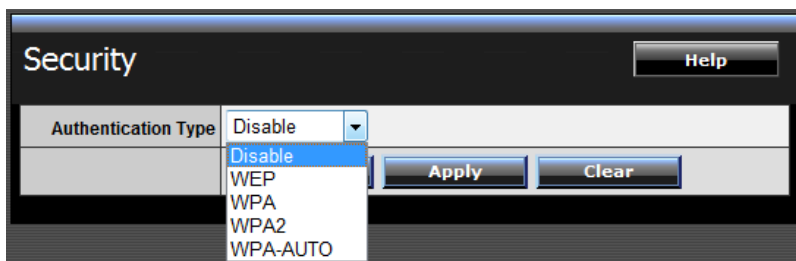 Security
Help
Authentication Type Disable
Disable
WEP
WPA
WPA2
WPA-AUTO
Apply
Clear